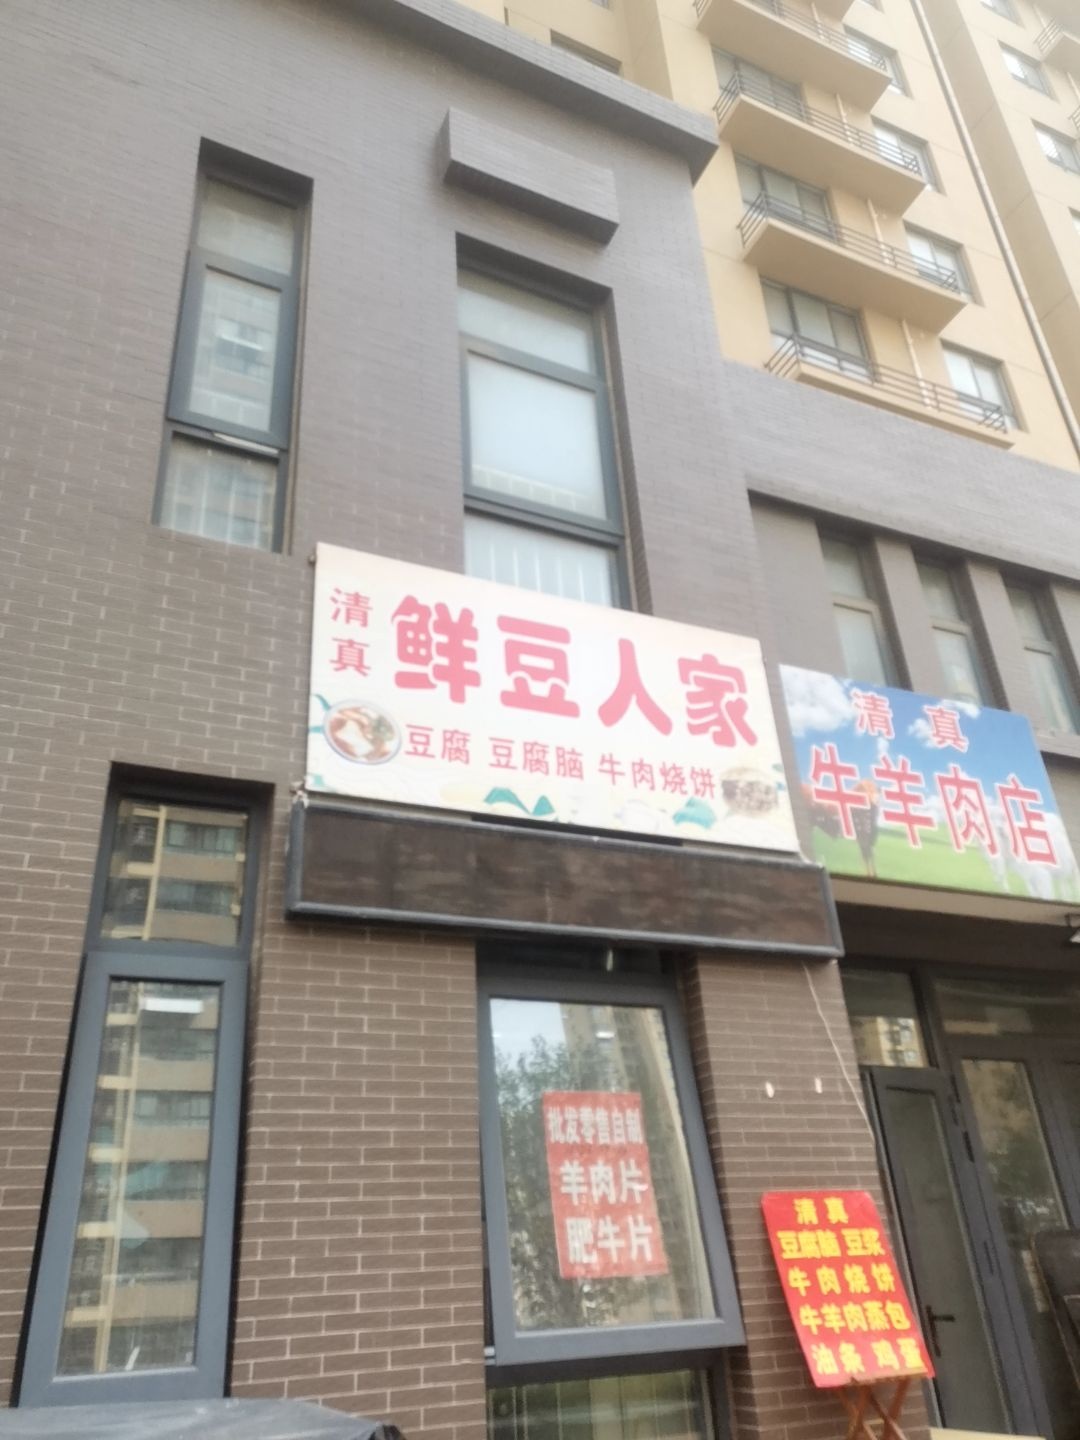 清真
鲜豆人家
豆腐 豆腐脑 牛肉烧饼
清真
牛羊肉店
批发零售自制
羊肉片
肥牛片
清真
豆腐脑 豆浆
牛肉烧饼
牛羊肉蒸包
油条 鸡蛋